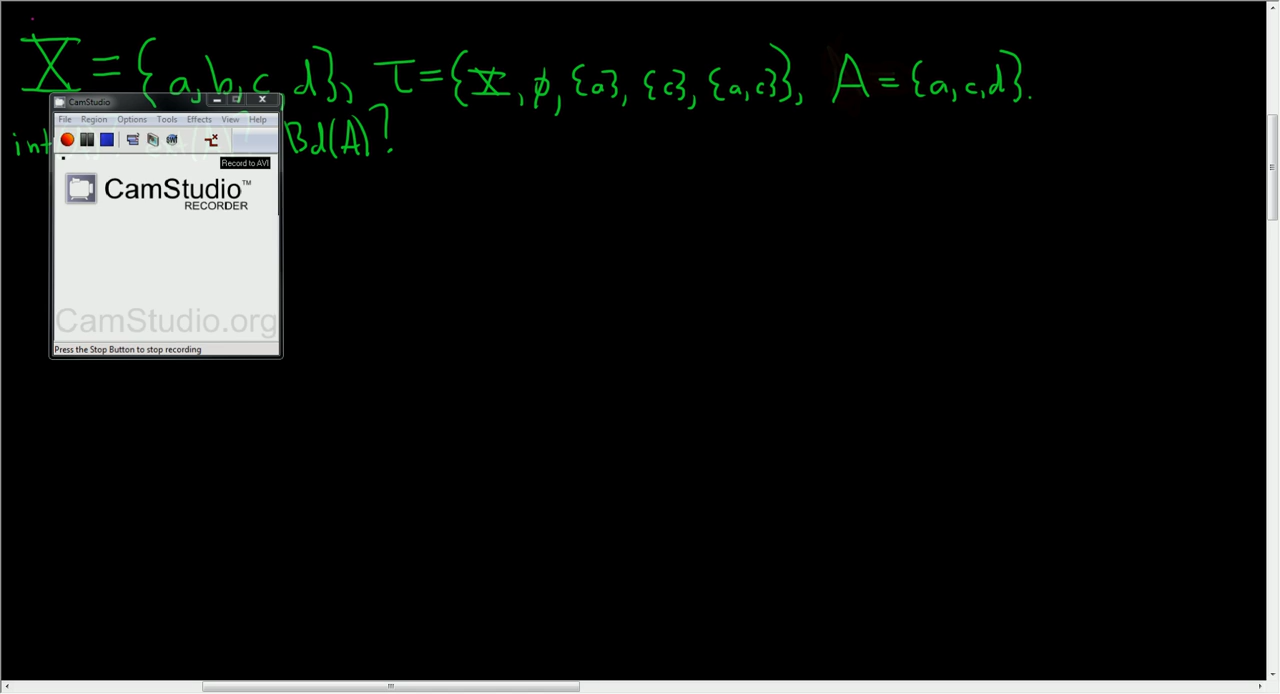 X = {a, b, c, d}, τ = {X, ϕ, {a}, {c}, {a, c}}, A = {a, c, d}.
CamStudio
File Region Options Tools Effects View Help
int ext(A)? Bd(A)?
Record to AVI
CamStudio™
RECORDER
CamStudio.org
Press the Stop Button to stop recording